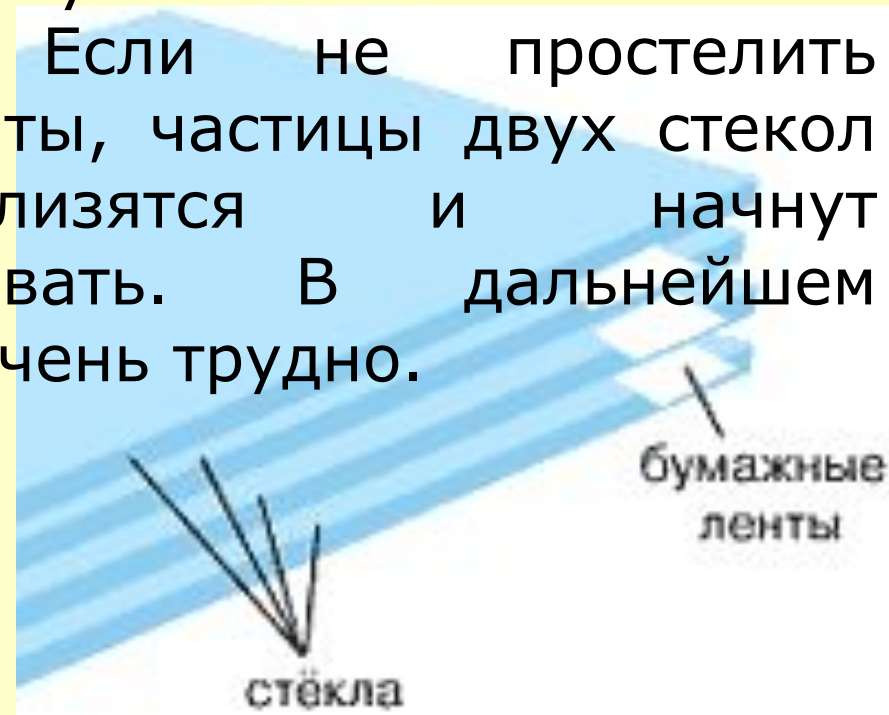 Если не простелить
ты, частицы двух стекол
лизятся и начнут
вать. В дальнейшем
чень трудно.
бумажные
ленты
стёкла